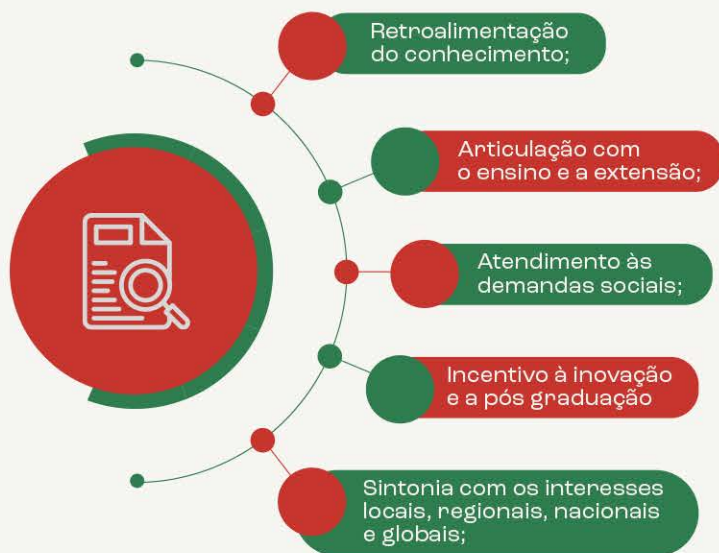 Retroalimentação
do conhecimento;
Articulação com
o ensino e a extensão;
Atendimento às
demandas sociais;
Incentivo à inovação
e a pós graduação
Sintonia com os interesses
locais, regionais, nacionais
e globais;